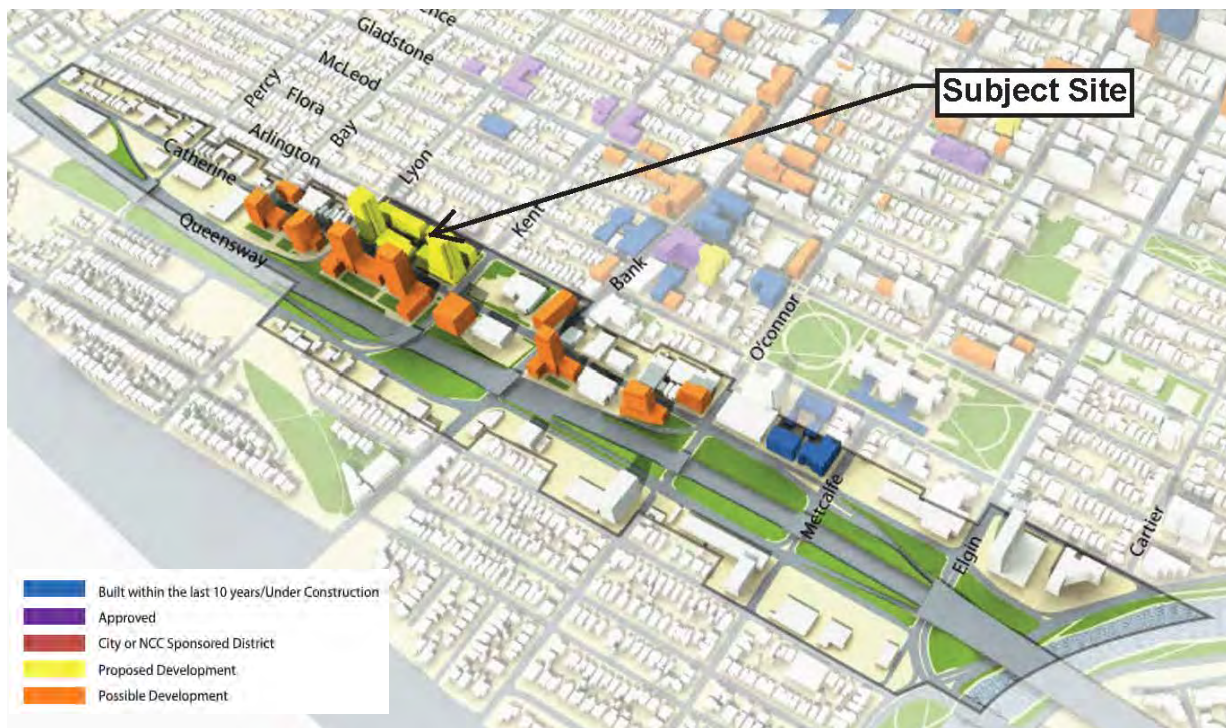 ence
Gladstone
McLeod
Percy
Flora
Bay
Arlington
Lyon
Catherine
Queensway
Kent
Bank
O'connor
Metcalfe
Elgin
Cartier
Subject Site
Built within the last 10 years/Under Construction
Approved
City or NCC Sponsored District
Proposed Development
Possible Development